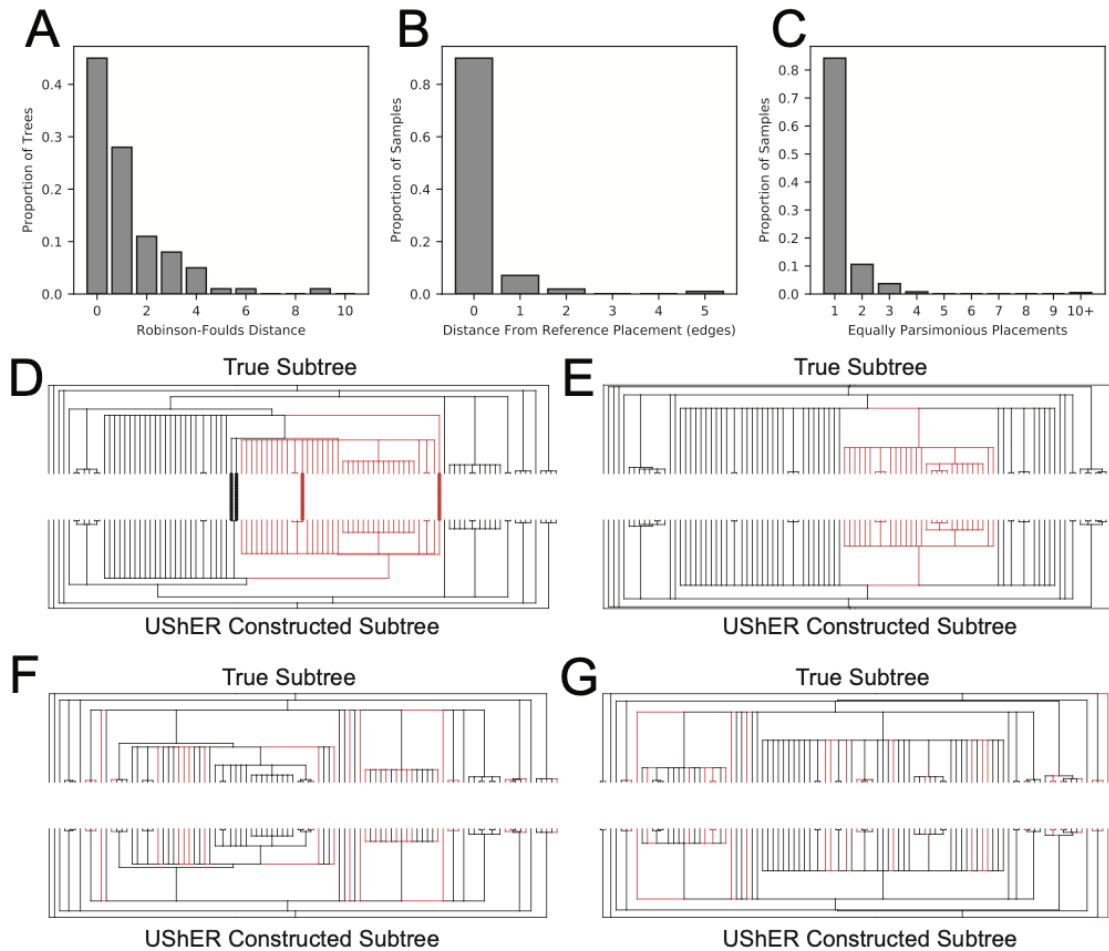 A
B
C
Proportion of Trees
0.4
0.3
0.2
0.1
0.0
0 2 4 6 8 10
Robinson-Foulds Distance
Proportion of Samples
0.8
0.6
0.4
0.2
0.0
0 1 2 3 4 5
Distance From Reference Placement (edges)
Proportion of Samples
0.8
0.7
0.6
0.5
0.4
0.3
0.2
0.1
0.0
1 2 3 4 5 6 7 8 9 10+
Equally Parsimonious Placements
D
True Subtree
UShER Constructed Subtree
E
True Subtree
UShER Constructed Subtree
F
True Subtree
UShER Constructed Subtree
G
True Subtree
UShER Constructed Subtree